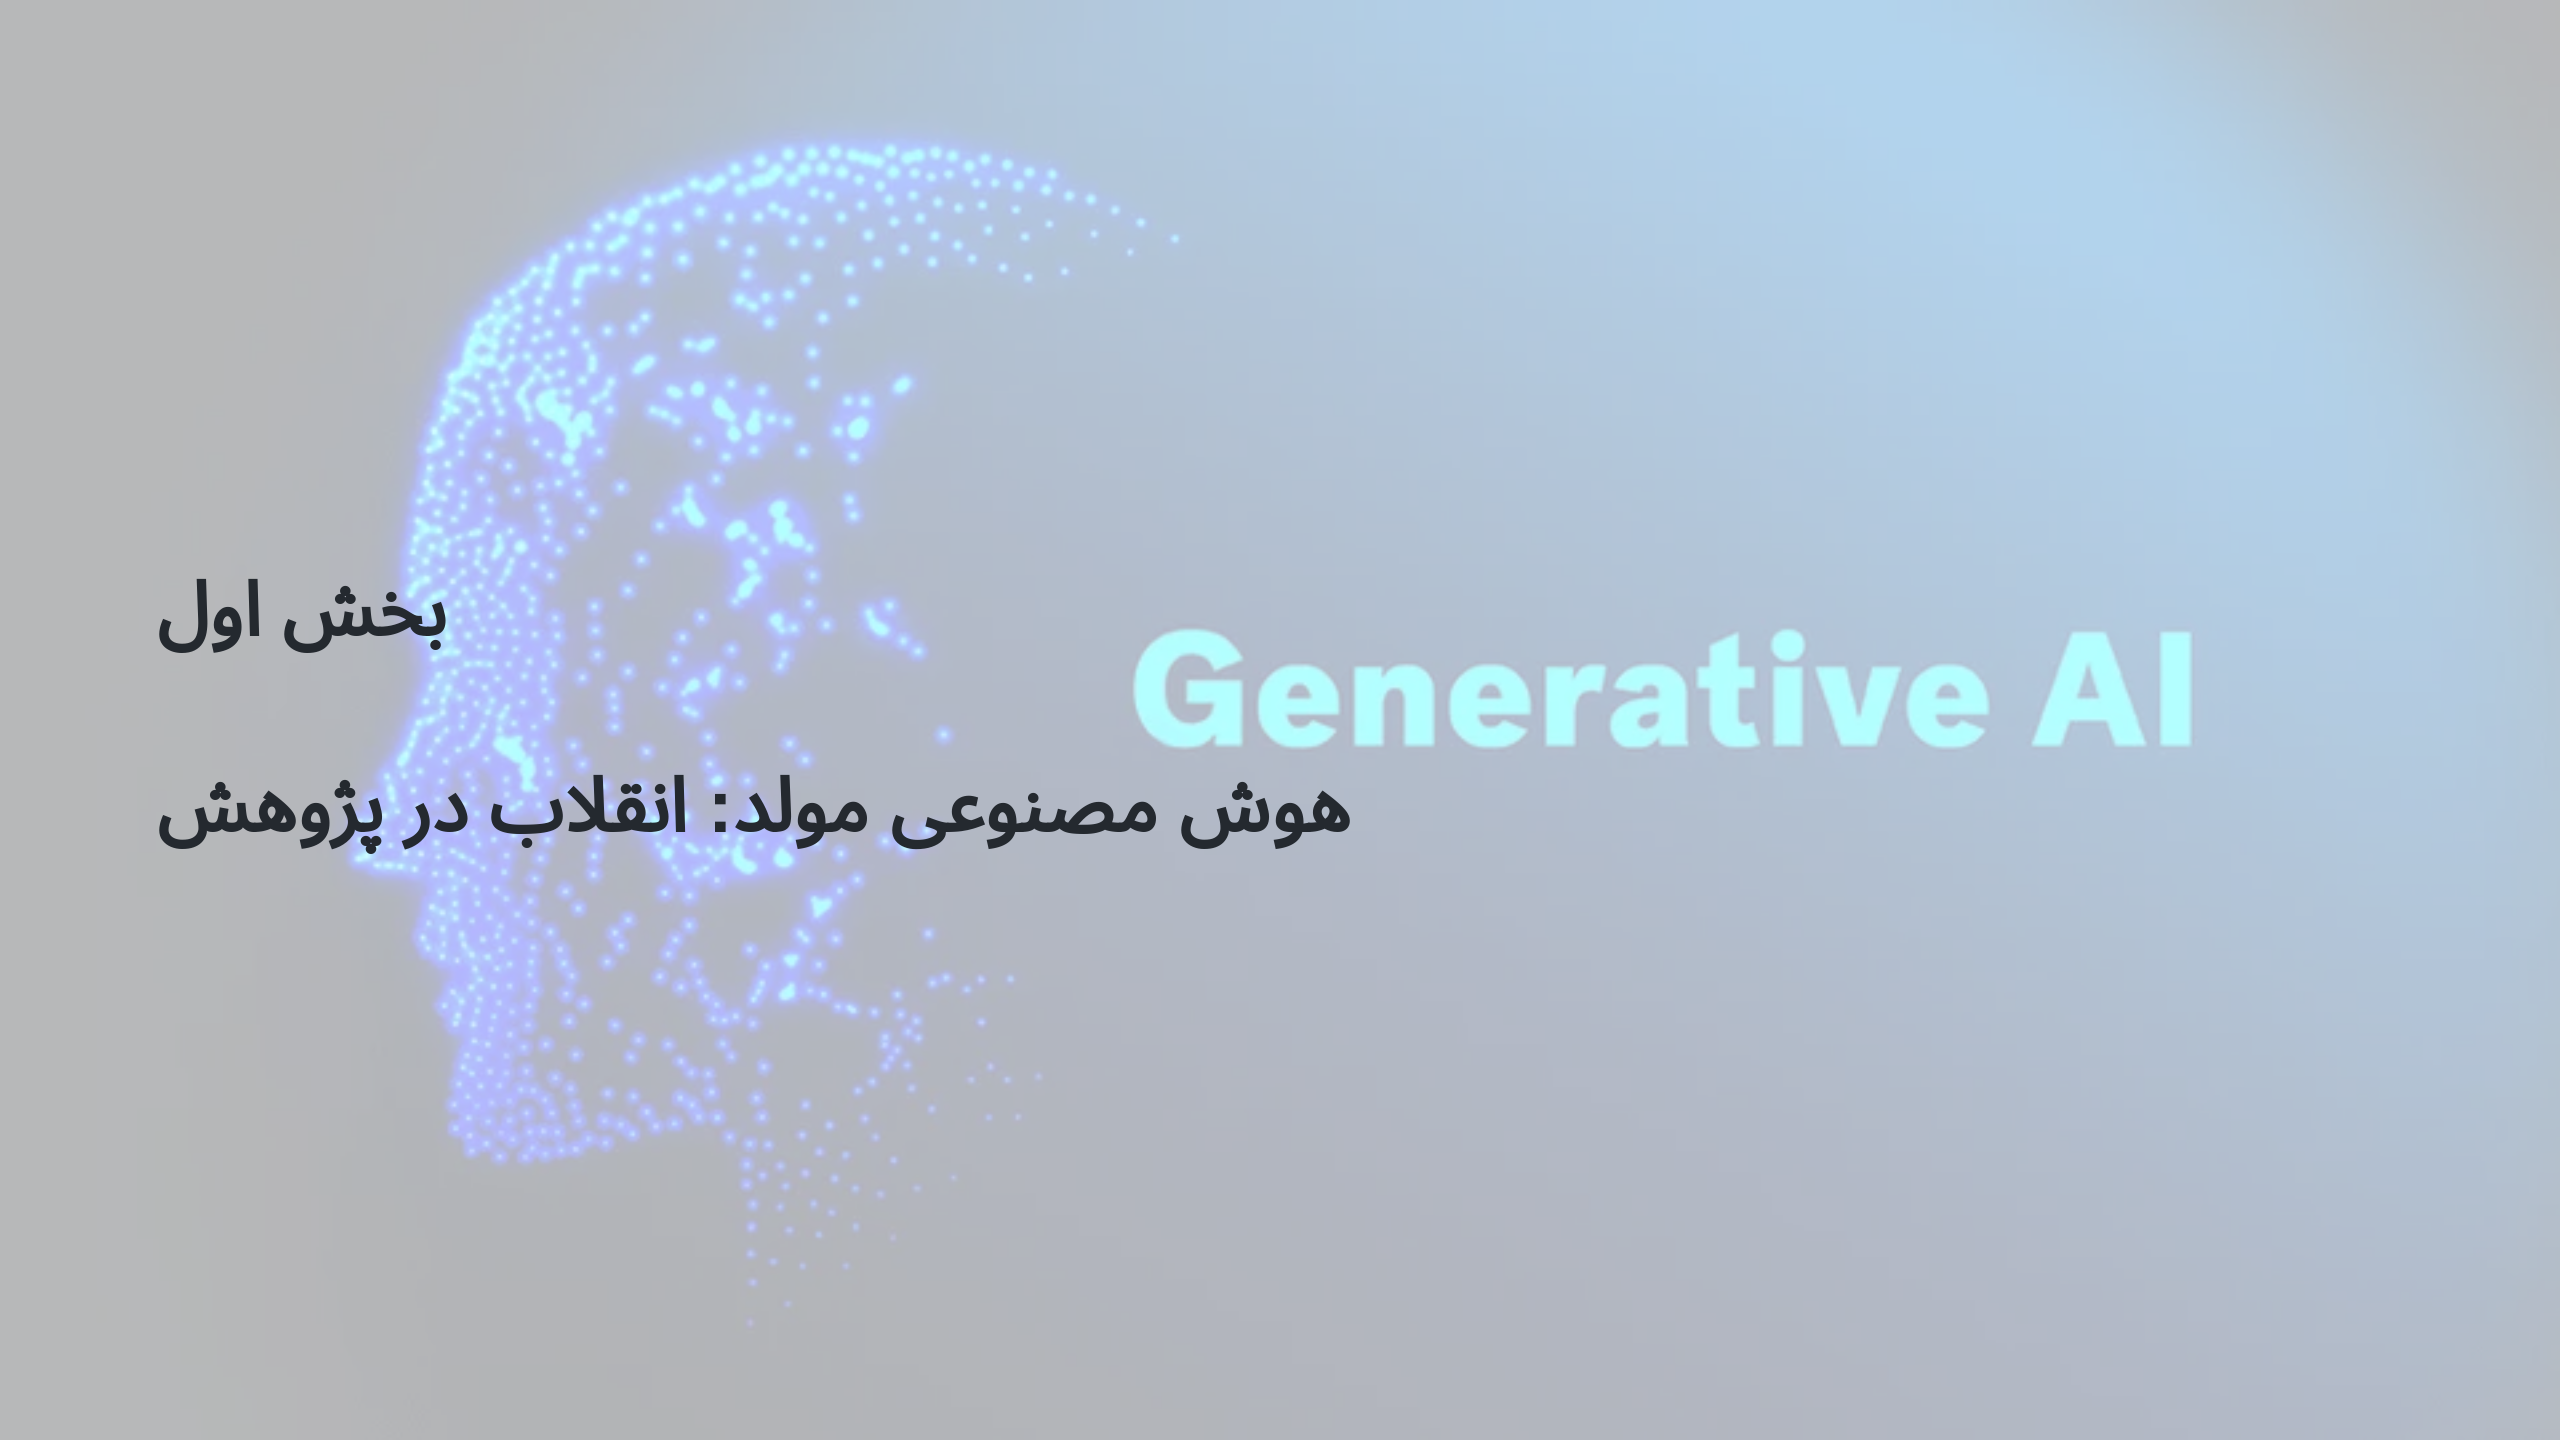 بخش اول
Generative AI
هوش مصنوعی مولد: انقلاب در پژوهش